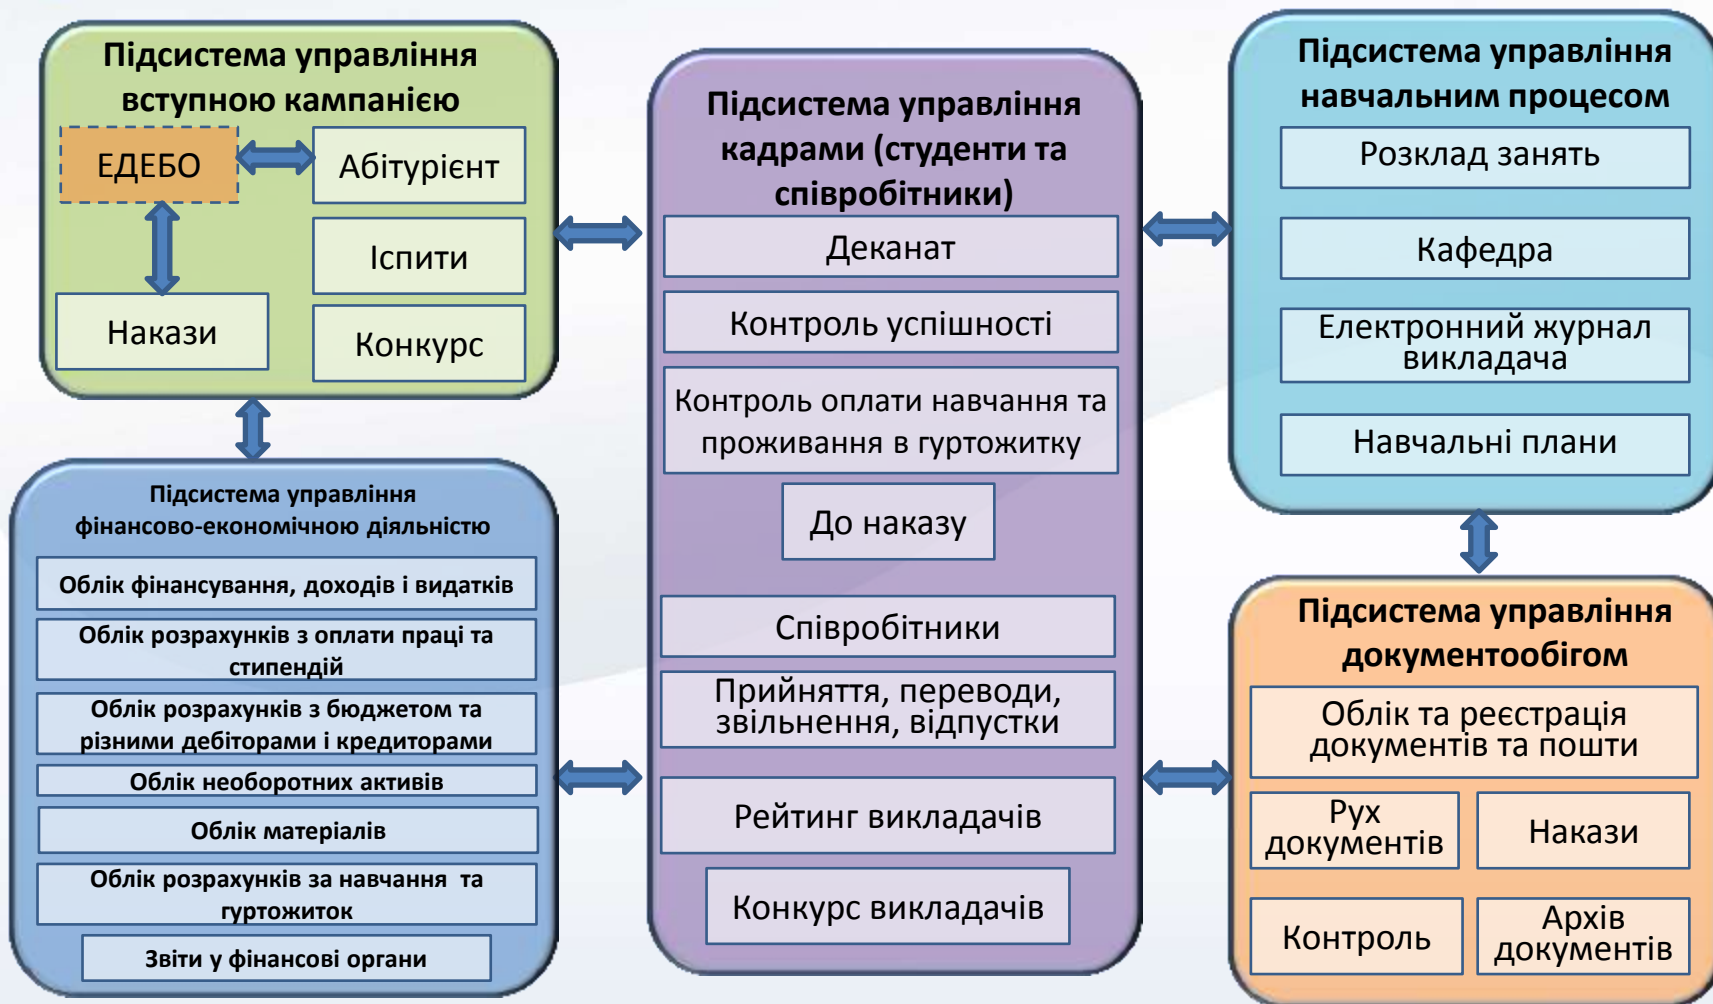 Підсистема управління
вступною кампанією
ЕДЕБО
Абітурієнт
Іспити
Накази
Конкурс
Підсистема управління
фінансово-економічною діяльністю
Облік фінансування, доходів і видатків
Облік розрахунків з оплати праці та
стипендій
Облік розрахунків з бюджетом та
різними дебіторами і кредиторами
Облік необоротних активів
Облік матеріалів
Облік розрахунків за навчання та
гуртожиток
Звіти у фінансові органи
Підсистема управління
кадрами (студенти та
співробітники)
Деканат
Контроль успішності
Контроль оплати навчання та
проживання в гуртожитку
До наказу
Співробітники
Прийняття, переводи,
звільнення, відпустки
Рейтинг викладачів
Конкурс викладачів
Підсистема управління
навчальним процесом
Розклад занять
Кафедра
Електронний журнал
викладача
Навчальні плани
Підсистема управління
документообігом
Облік та реєстрація
документів та пошти
Рух
документів
Накази
Контроль
Архів
документів